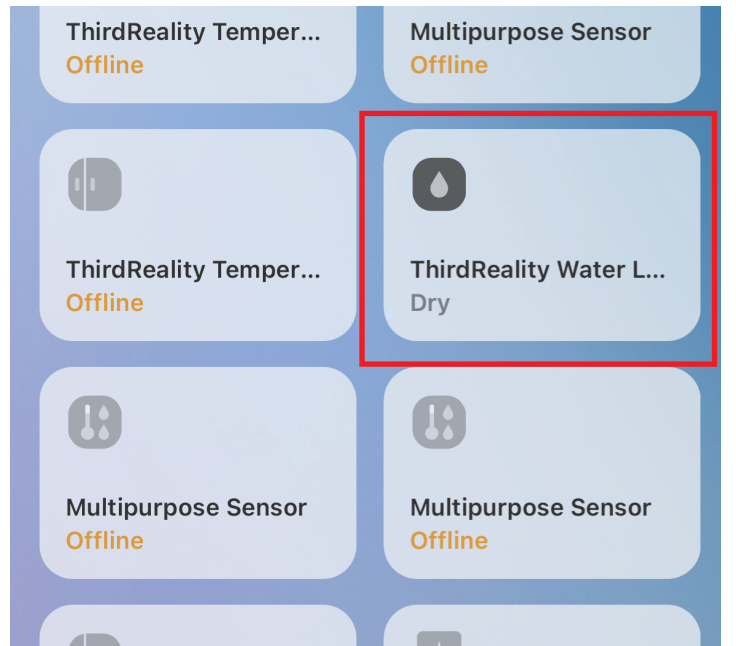 ThirdReality Temper...
Offline
Multipurpose Sensor
Offline
ThirdReality Temper...
Offline
ThirdReality Water L...
Dry
Multipurpose Sensor
Offline
Multipurpose Sensor
Offline